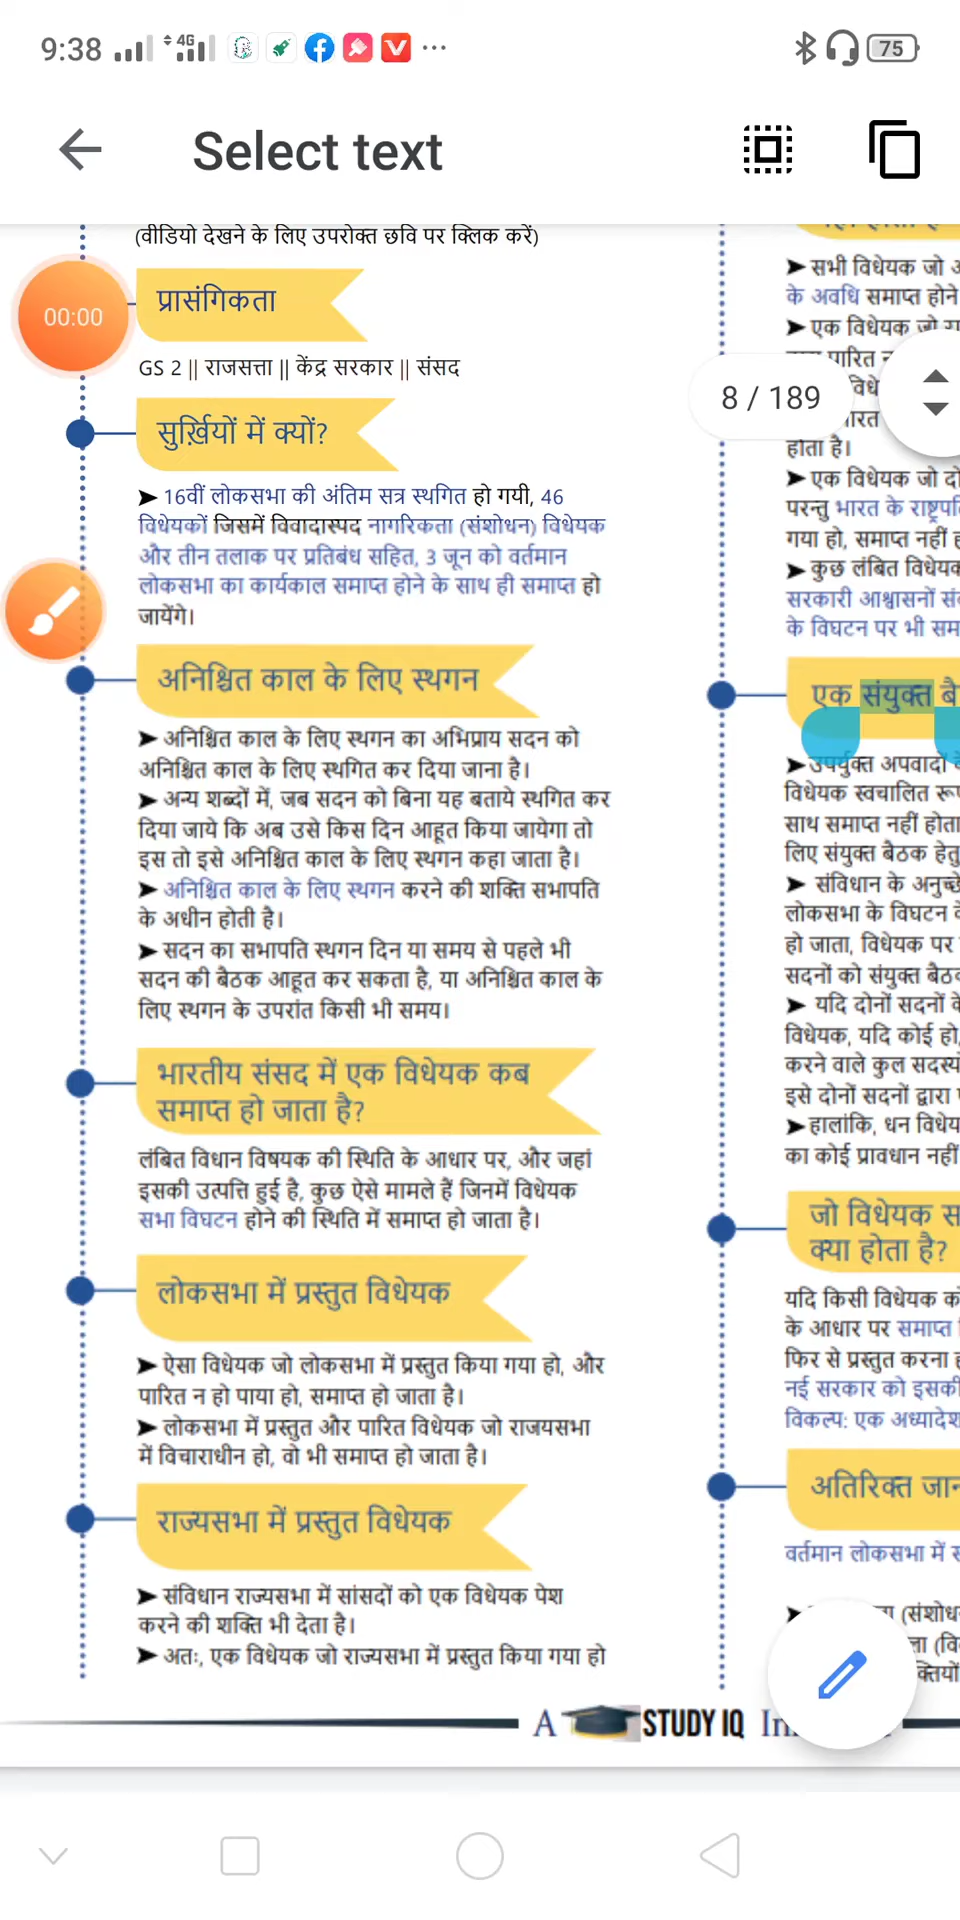 9:38
4G
75
Select text
(वीडियो देखने के लिए उपरोक्त छवि पर क्लिक करें)
00:00
प्रासंगिकता
GS 2 || राजसत्ता || केंद्र सरकार || संसद
सुर्ख़ियों में क्यों?
➤ 16वीं लोकसभा की अंतिम सत्र स्थगित हो गयी, 46
विधेयकों जिसमें विवादास्पद नागरिकता (संशोधन) विधेयक
और तीन तलाक पर प्रतिबंध सहित, 3 जून को वर्तमान
लोकसभा का कार्यकाल समाप्त होने के साथ ही समाप्त हो
जायेंगे।
अनिश्चित काल के लिए स्थगन
➤ अनिश्चित काल के लिए स्थगन का अभिप्राय सदन को
अनिश्चित काल के लिए स्थगित कर दिया जाना है।
➤ अन्य शब्दों में, जब सदन को बिना यह बताये स्थगित कर
दिया जाये कि अब उसे किस दिन आहूत किया जायेगा तो
इस तो इसे अनिश्चित काल के लिए स्थगन कहा जाता है।
➤ अनिश्चित काल के लिए स्थगन करने की शक्ति सभापति
के अधीन होती है।
➤ सदन का सभापति स्थगन दिन या समय से पहले भी
सदन की बैठक आहूत कर सकता है, या अनिश्चित काल के
लिए स्थगन के उपरांत किसी भी समय।
भारतीय संसद में एक विधेयक कब
समाप्त हो जाता है?
लंबित विधान विषयक की स्थिति के आधार पर, और जहां
इसकी उत्पत्ति हुई है, कुछ ऐसे मामले हैं जिनमें विधेयक
सभा विघटन होने की स्थिति में समाप्त हो जाता है।
लोकसभा में प्रस्तुत विधेयक
➤ ऐसा विधेयक जो लोकसभा में प्रस्तुत किया गया हो, और
पारित न हो पाया हो, समाप्त हो जाता है।
➤ लोकसभा में प्रस्तुत और पारित विधेयक जो राजयसभा
में विचाराधीन हो, वो भी समाप्त हो जाता है।
राज्यसभा में प्रस्तुत विधेयक
➤ संविधान राज्यसभा में सांसदों को एक विधेयक पेश
करने की शक्ति भी देता है।
➤ अतः, एक विधेयक जो राज्यसभा में प्रस्तुत किया गया हो
➤ सभी विधेयक जो
के अवधि समाप्त होने
➤ एक विधेयक जो
पारित
8 / 189
होता है।
➤ एक विधेयक जो
परन्तु भारत के
गया हो, समाप्त नहीं
➤ कुछ लंबित विधेयक
सरकारी आश्वासनों
के विघटन पर भी
एक संयुक्त
➤ उपर्युक्त अपवादों
विधेयक स्वचालित
साथ समाप्त नहीं होता
लिए संयुक्त बैठक हेतु
➤ संविधान के
लोकसभा के विघटन
हो जाता, विधेयक पर
सदनों को संयुक्त
➤ यदि दोनों सदनों
विधेयक, यदि कोई हो,
करने वाले कुल
इसे दोनों सदनों द्वारा
➤ हालांकि, धन
का कोई प्रावधान नहीं
जो विधेयक
क्या होता है?
यदि किसी विधेयक को
के आधार पर समाप्त
फिर से प्रस्तुत करना
नई सरकार को इसकी
विकल्प: एक
अतिरिक्त
वर्तमान लोकसभा में
A STUDY IQ